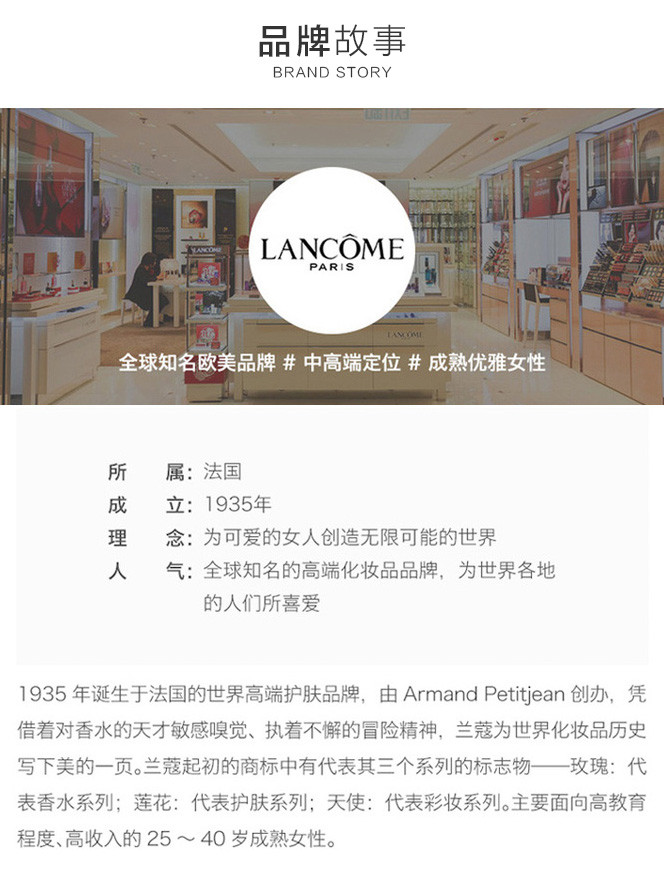 品牌故事
BRAND STORY
LANCÔME
LANCÔME
PARIS
LANCÔME
全球知名欧美品牌 # 中高端定位 # 成熟优雅女性
所 属：法国
成 立：1935年
理 念：为可爱的女人创造无限可能的世界
人 气：全球知名的高端化妆品品牌，为世界各地
的人们所喜爱
1935 年诞生于法国的世界高端护肤品牌，由 Armand Petitjean 创办，凭
借着对香水的天才敏感嗅觉、执着不懈的冒险精神，兰蔻为世界化妆品历史
写下美的一页。兰蔻起初的商标中有代表其三个系列的标志物——玫瑰：代
表香水系列；莲花：代表护肤系列；天使：代表彩妆系列。主要面向高教育
程度、高收入的 25 ～ 40 岁成熟女性。